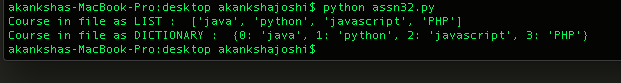 akankshas-MacBook-Pro:desktop akankshajoshi$ python assn32.py
Course in file as LIST :  ['java', 'python', 'javascript', 'PHP']
Course in file as DICTIONARY :  {0: 'java', 1: 'python', 2: 'javascript', 3: 'PHP'}
akankshas-MacBook-Pro:desktop akankshajoshi$